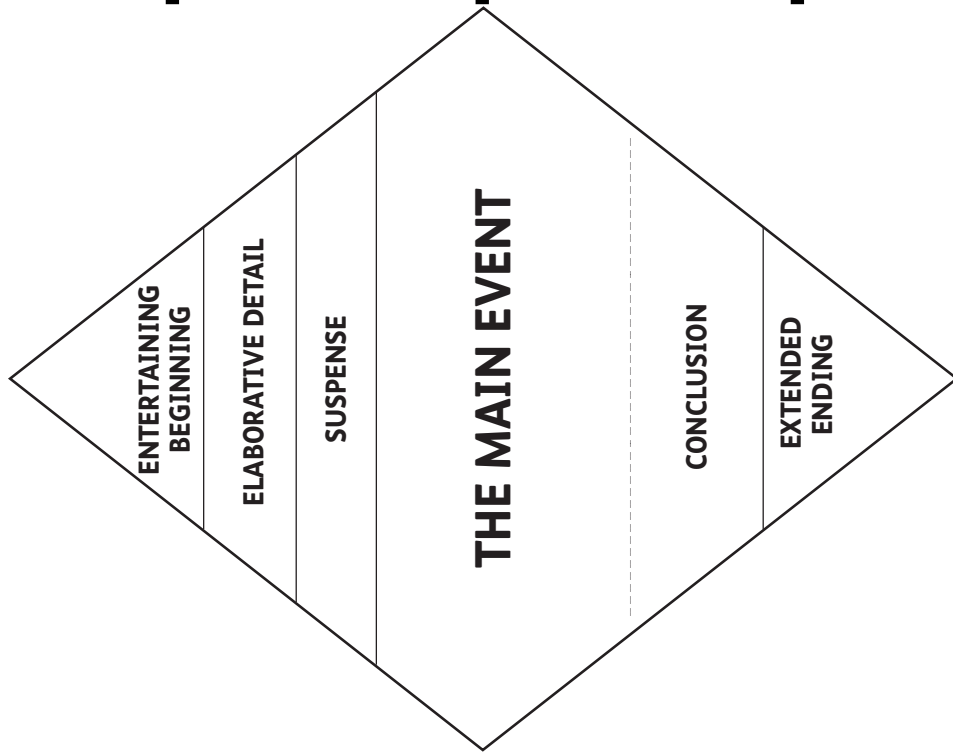 ENTERTAINING
BEGINNING
ELABORATIVE DETAIL
SUSPENSE
THE MAIN EVENT
CONCLUSION
EXTENDED
ENDING